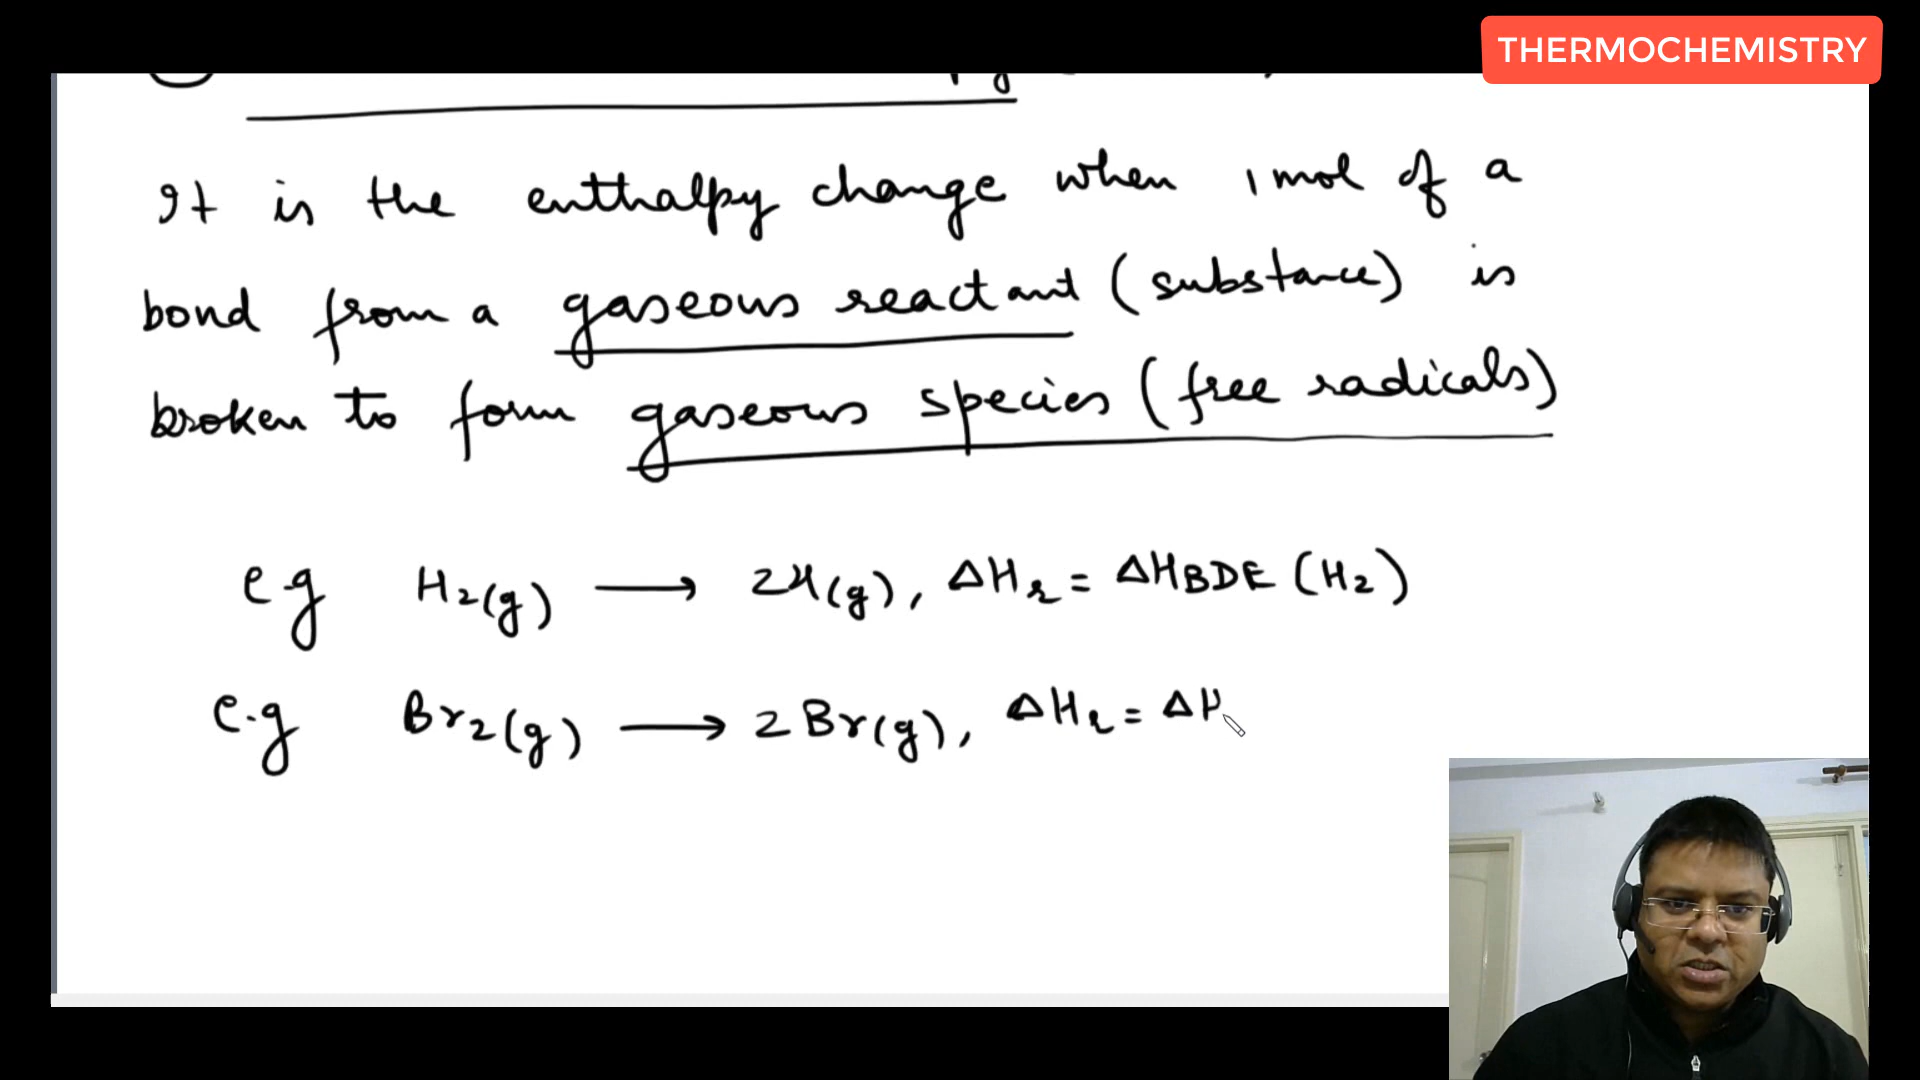 THERMOCHEMISTRY
It is the enthalpy change when 1 mol of a
bond from a gaseous reactant (substance) is
broken to form gaseous species (free radicals)
e.g H₂(g) ⟶ 2H(g), ΔHr = ΔHBDE (H₂)
e.g Br₂(g) ⟶ 2Br(g), ΔHr = ΔH